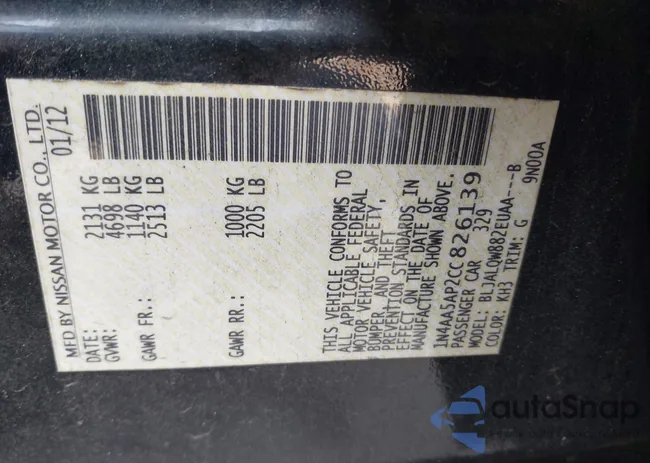 MFD BY NISSAN MOTOR CO., LTD.
DATE: 01/12
GVWR: 2131 KG
4698 LB
GAWR FR.: 1140 KG
2513 LB
GAWR RR.: 1000 KG
2205 LB
THIS VEHICLE CONFORMS TO
ALL APPLICABLE FEDERAL
MOTOR VEHICLE SAFETY,
BUMPER, AND THEFT
PREVENTION STANDARDS IN
EFFECT ON THE DATE OF
MANUFACTURE SHOWN ABOVE.
1N4AA5AP2CC826139
PASSENGER CAR 329
MODEL: BLJALQW882EUAA---B
COLOR: KH3 TRIM: G 9N00A
autaSnap